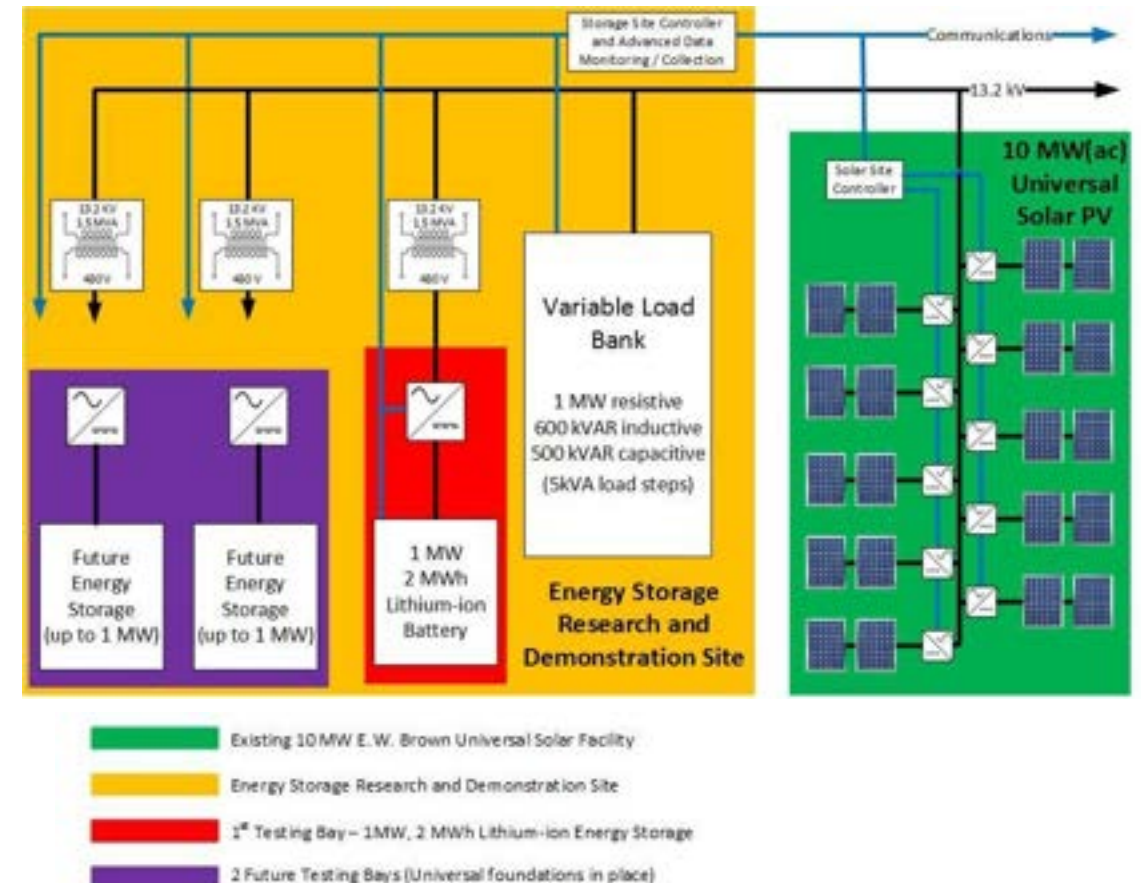 Storage Site Controller
and Advanced Data
Monitoring / Collection
Communications
13.2 kV
10 MW(ac)
Universal
Solar PV
Solar Site
Controller
13.2 KV
1.5 MVA
480 V
13.2 KV
1.5 MVA
480 V
13.2 KV
1.5 MVA
480 V
Variable Load
Bank
1 MW resistive
600 kVAR inductive
500 kVAR capacitive
(5kVA load steps)
Future
Energy
Storage
(up to 1 MW)
Future
Energy
Storage
(up to 1 MW)
1 MW
2 MWh
Lithium-ion
Battery
Energy Storage
Research and
Demonstration Site
Existing 10 MW E.W. Brown Universal Solar Facility
Energy Storage Research and Demonstration Site
1st Testing Bay – 1MW, 2 MWh Lithium-ion Energy Storage
2 Future Testing Bays (Universal foundations in place)